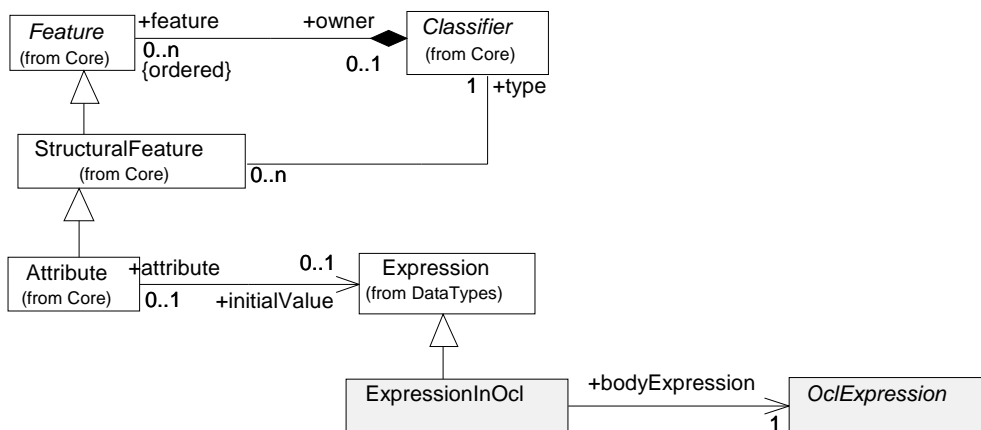 Feature
(from Core)
+feature
0..n
{ordered}
+owner
0..1
Classifier
(from Core)
1
+type
StructuralFeature
(from Core)
0..n
Attribute
(from Core)
+attribute
0..1
0..1
+initialValue
Expression
(from DataTypes)
ExpressionInOcl
+bodyExpression
1
OclExpression